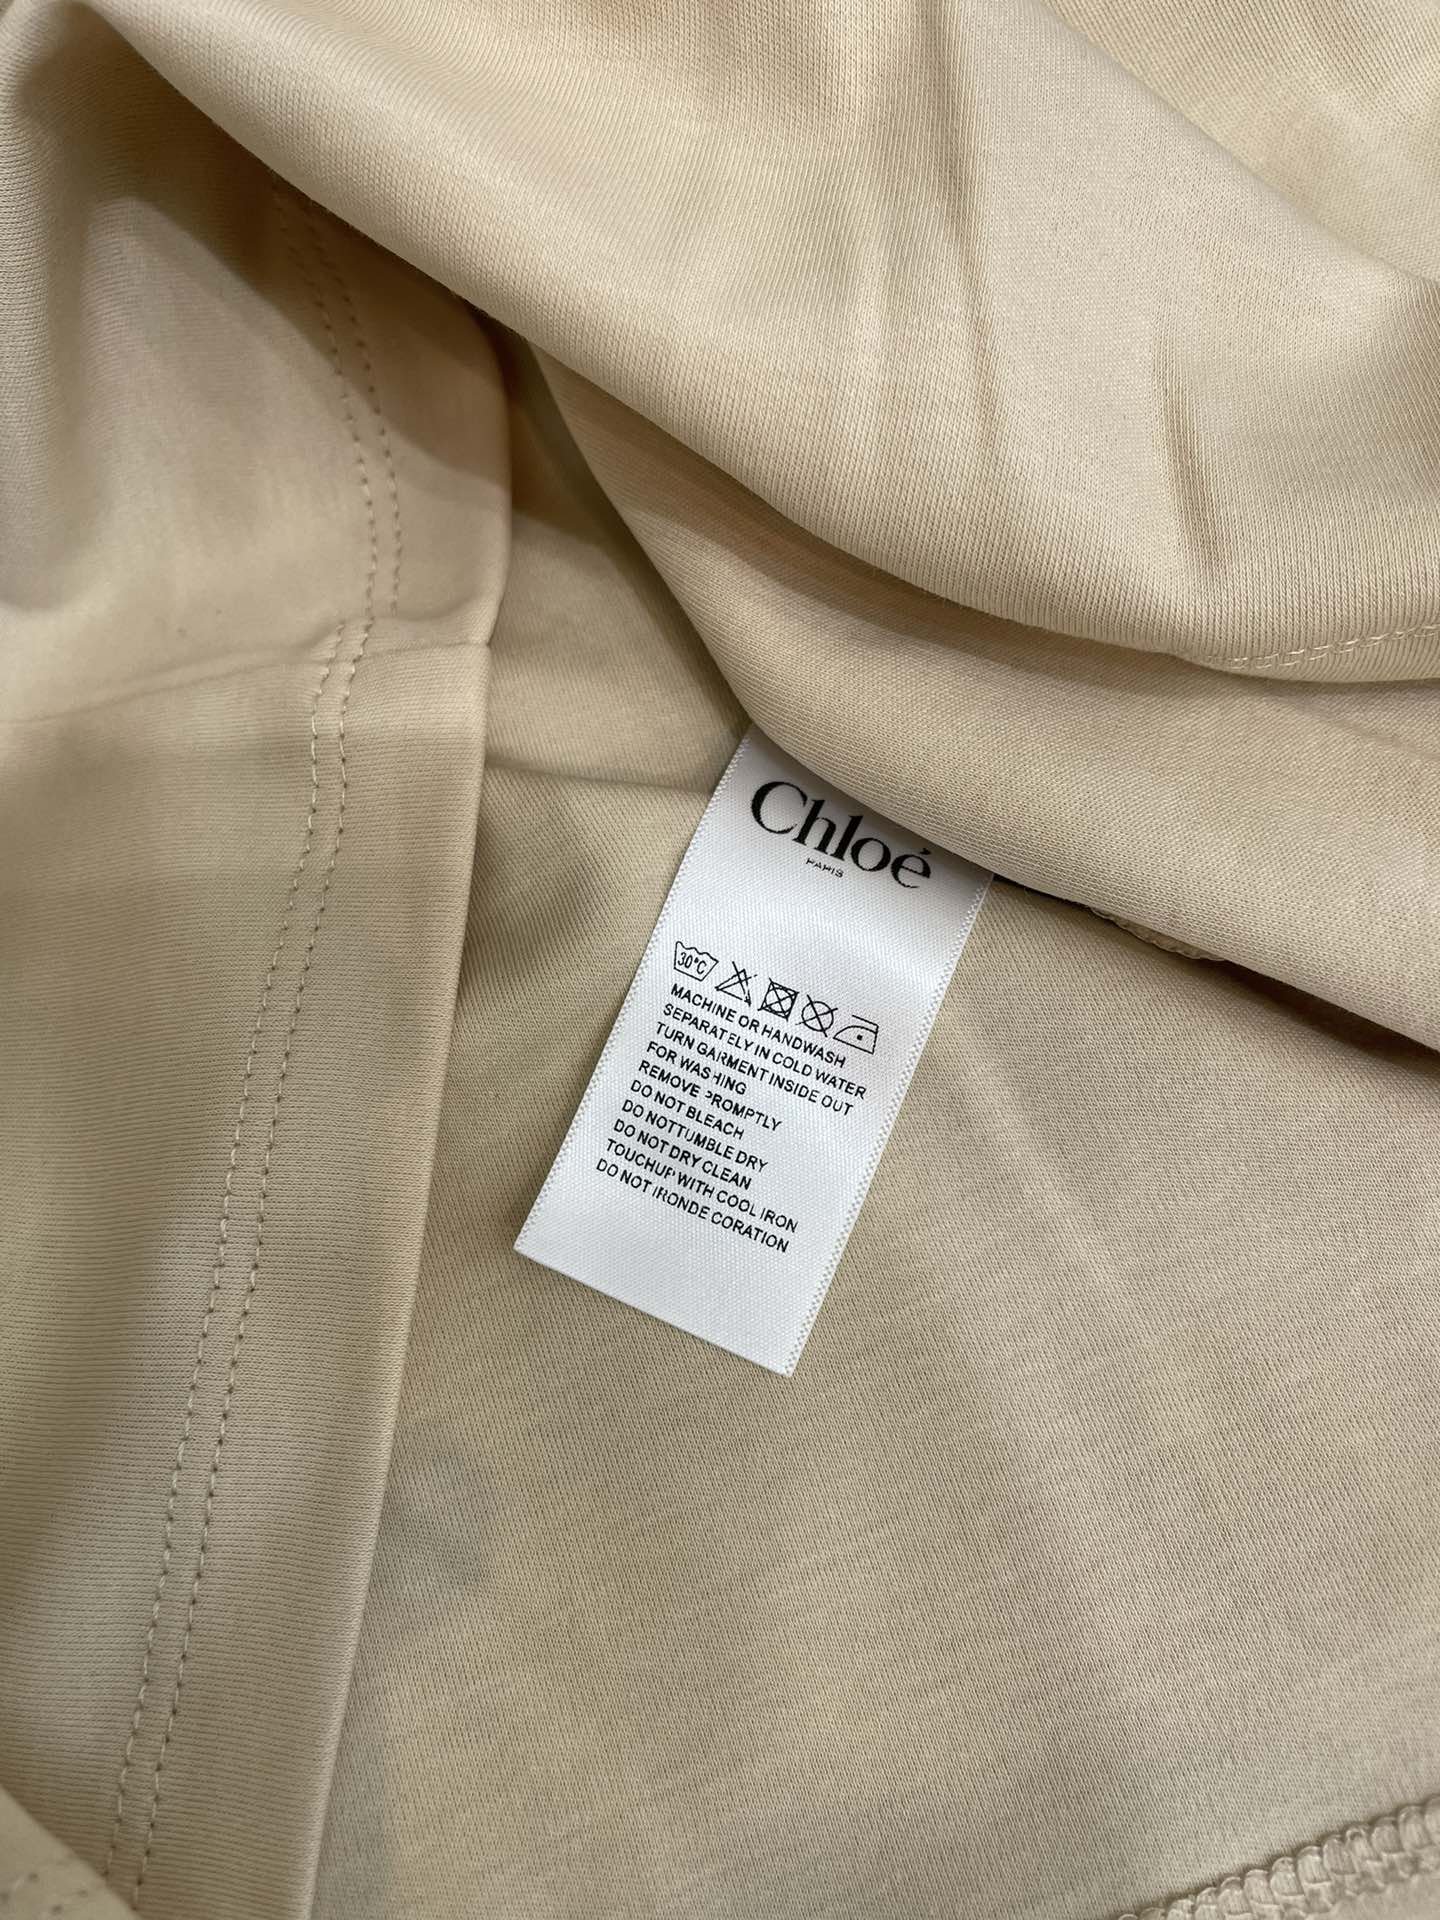 Chloé
PARIS
30°C
MACHINE OR HANDWASH
SEPARATELY IN COLD WATER
TURN GARMENT INSIDE OUT
FOR WASHING
REMOVE PROMPTLY
DO NOT BLEACH
DO NOTTUMBLE DRY
DO NOT DRY CLEAN
TOUCHUP WITH COOL IRON
DO NOT IRONDE CORATION